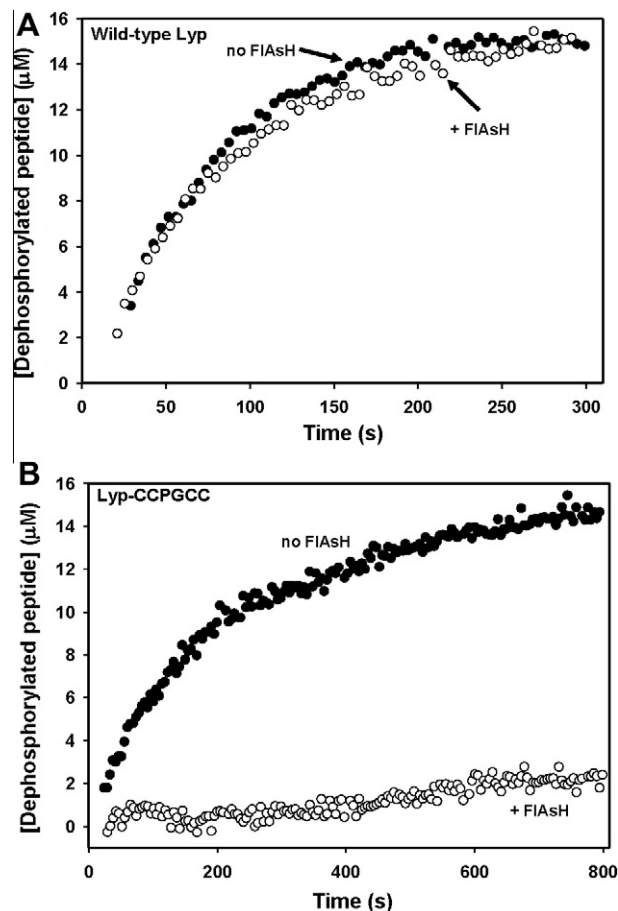 A
Wild-type Lyp
no FlAsH
+ FlAsH
[Dephosphorylated peptide] (µM)
16
14
12
10
8
6
4
2
0
0 50 100 150 200 250 300
Time (s)
B
Lyp-CCPGCC
no FlAsH
+ FlAsH
[Dephosphorylated peptide] (µM)
16
14
12
10
8
6
4
2
0
0 200 400 600 800
Time (s)